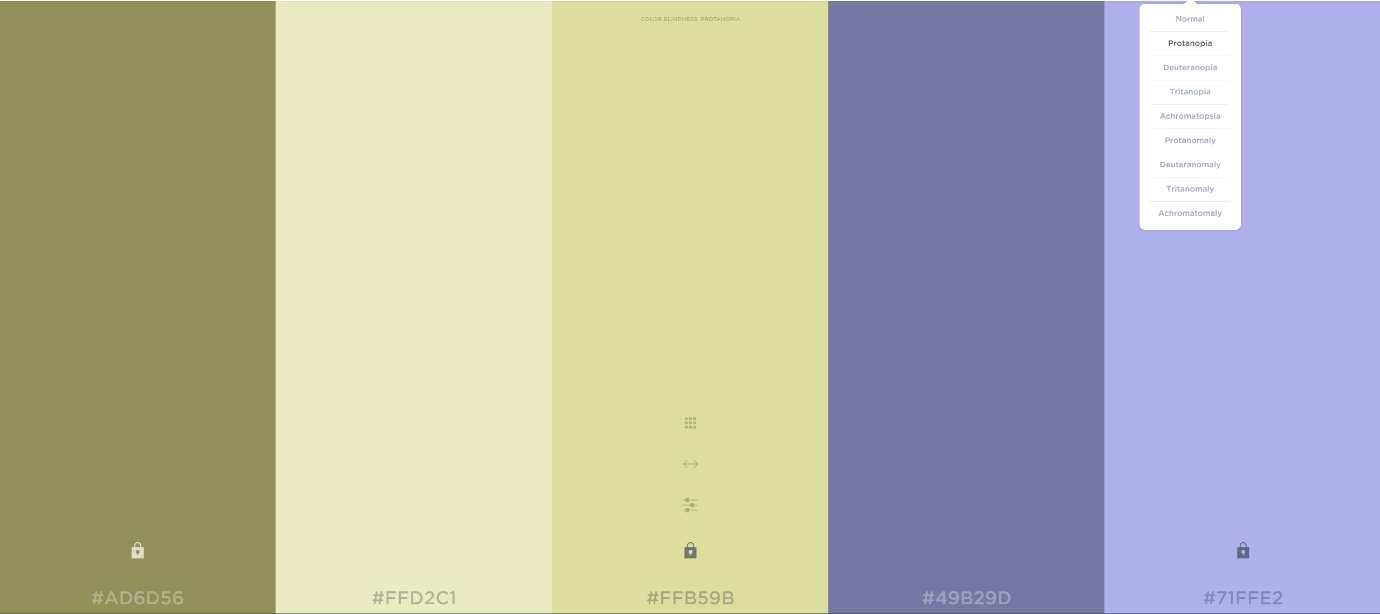 COLOR BLINDNESS: PROTANOPIA
Normal
Protanopia
Deuteranopia
Tritanopia
Achromatopsia
Protanomaly
Deuteranomaly
Tritanomaly
Achromatomaly
#AD6D56
#FFD2C1
#FFB59B
#49B29D
#71FFE2